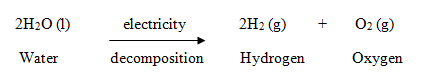 2H2O (l) electricity 2H2 (g) + O2 (g)
Water decomposition Hydrogen Oxygen